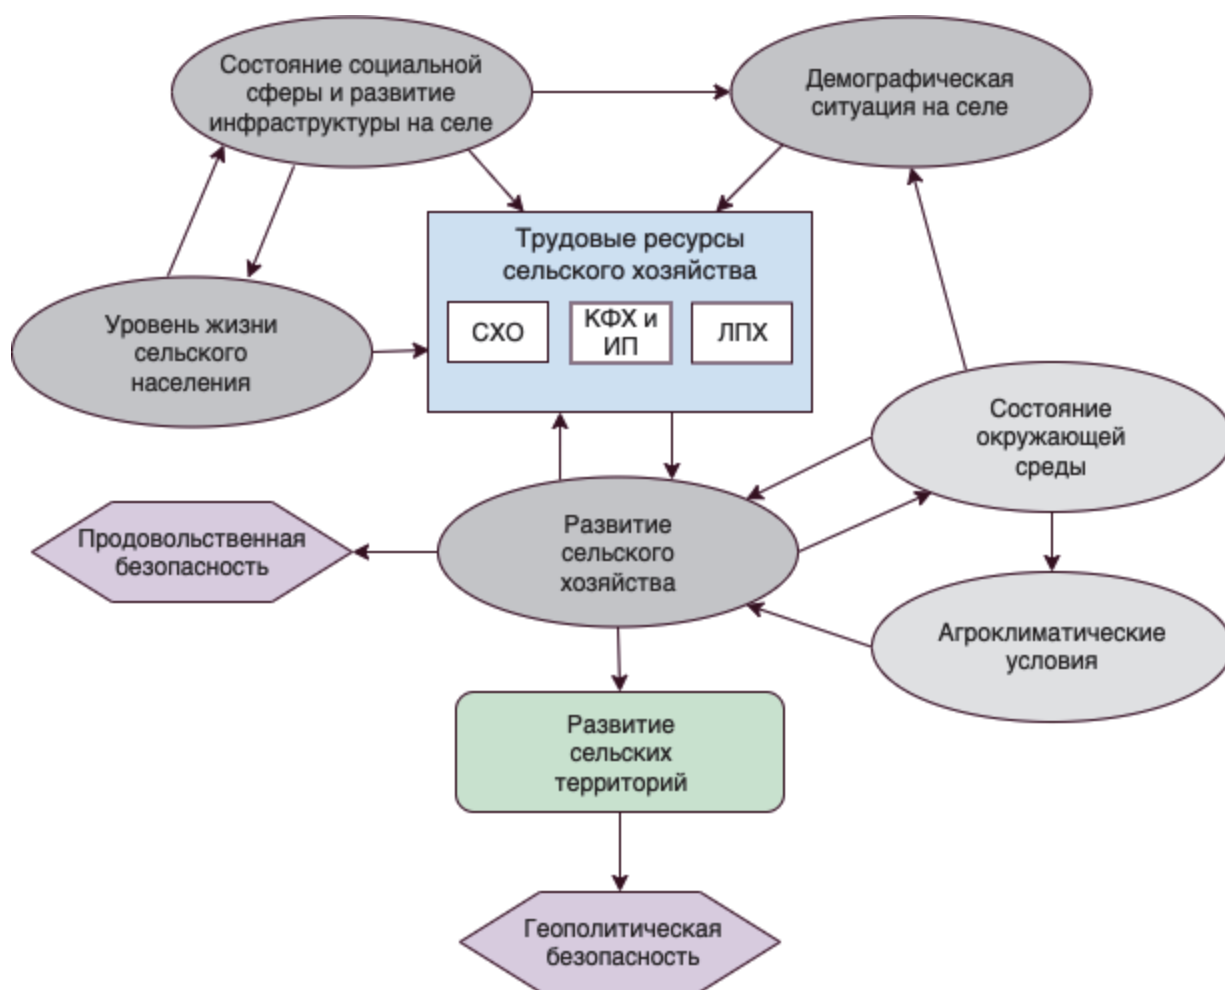 Состояние социальной
сферы и развитие
инфраструктуры на селе
Демографическая
ситуация на селе
Трудовые ресурсы
сельского хозяйства
СХО
КФХ и
ИП
ЛПХ
Уровень жизни
сельского
населения
Состояние
окружающей
среды
Продовольственная
безопасность
Развитие
сельского
хозяйства
Агроклиматические
условия
Развитие
сельских
территорий
Геополитическая
безопасность